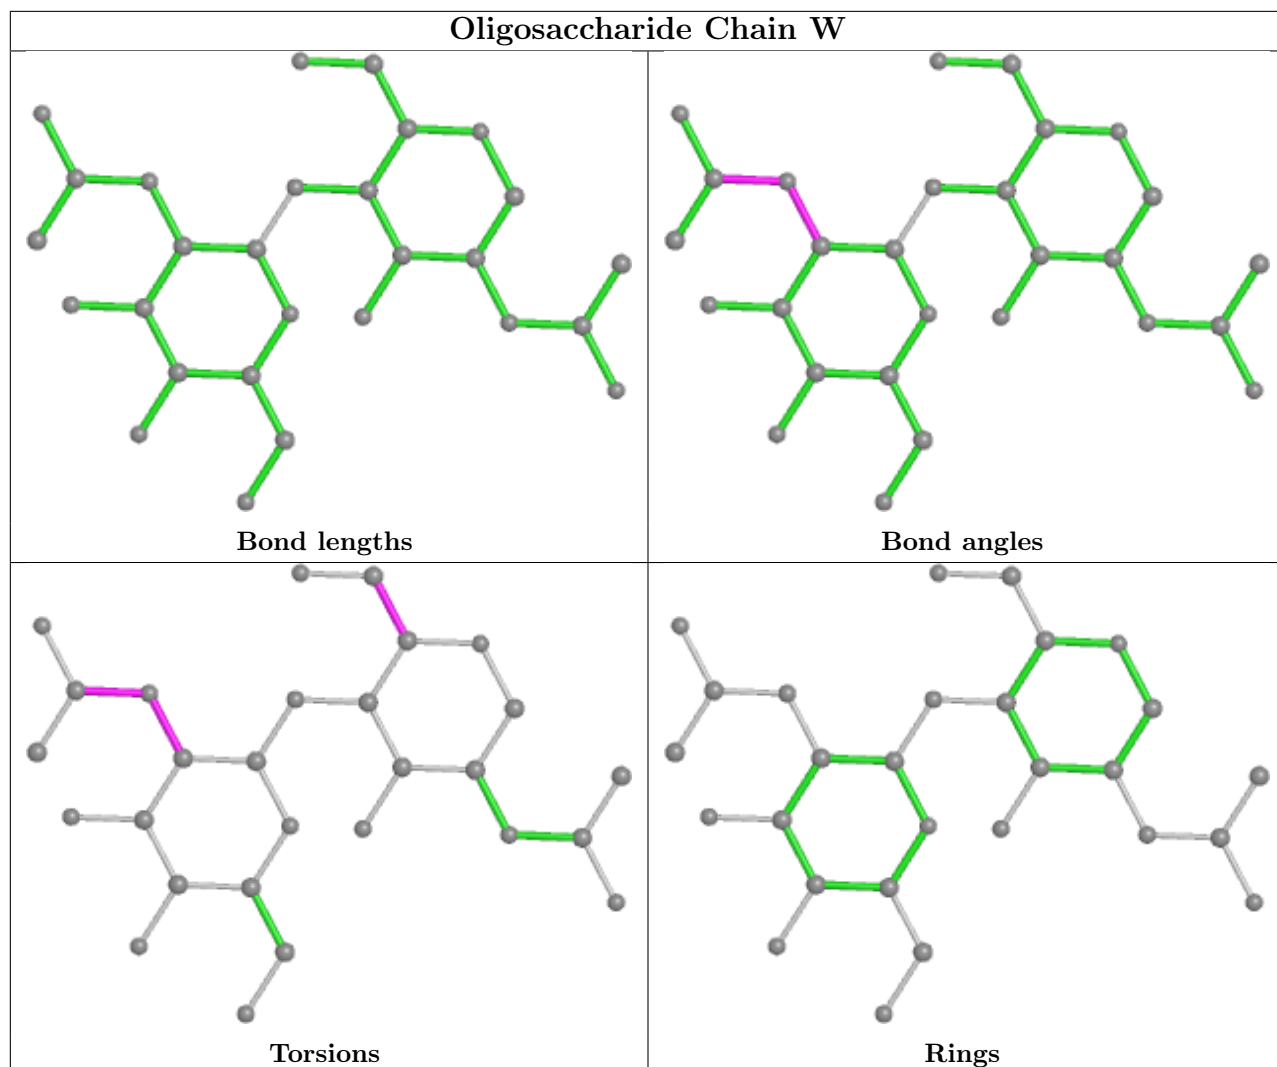 Oligosaccharide Chain W
Bond lengths
Bond angles
Torsions
Rings